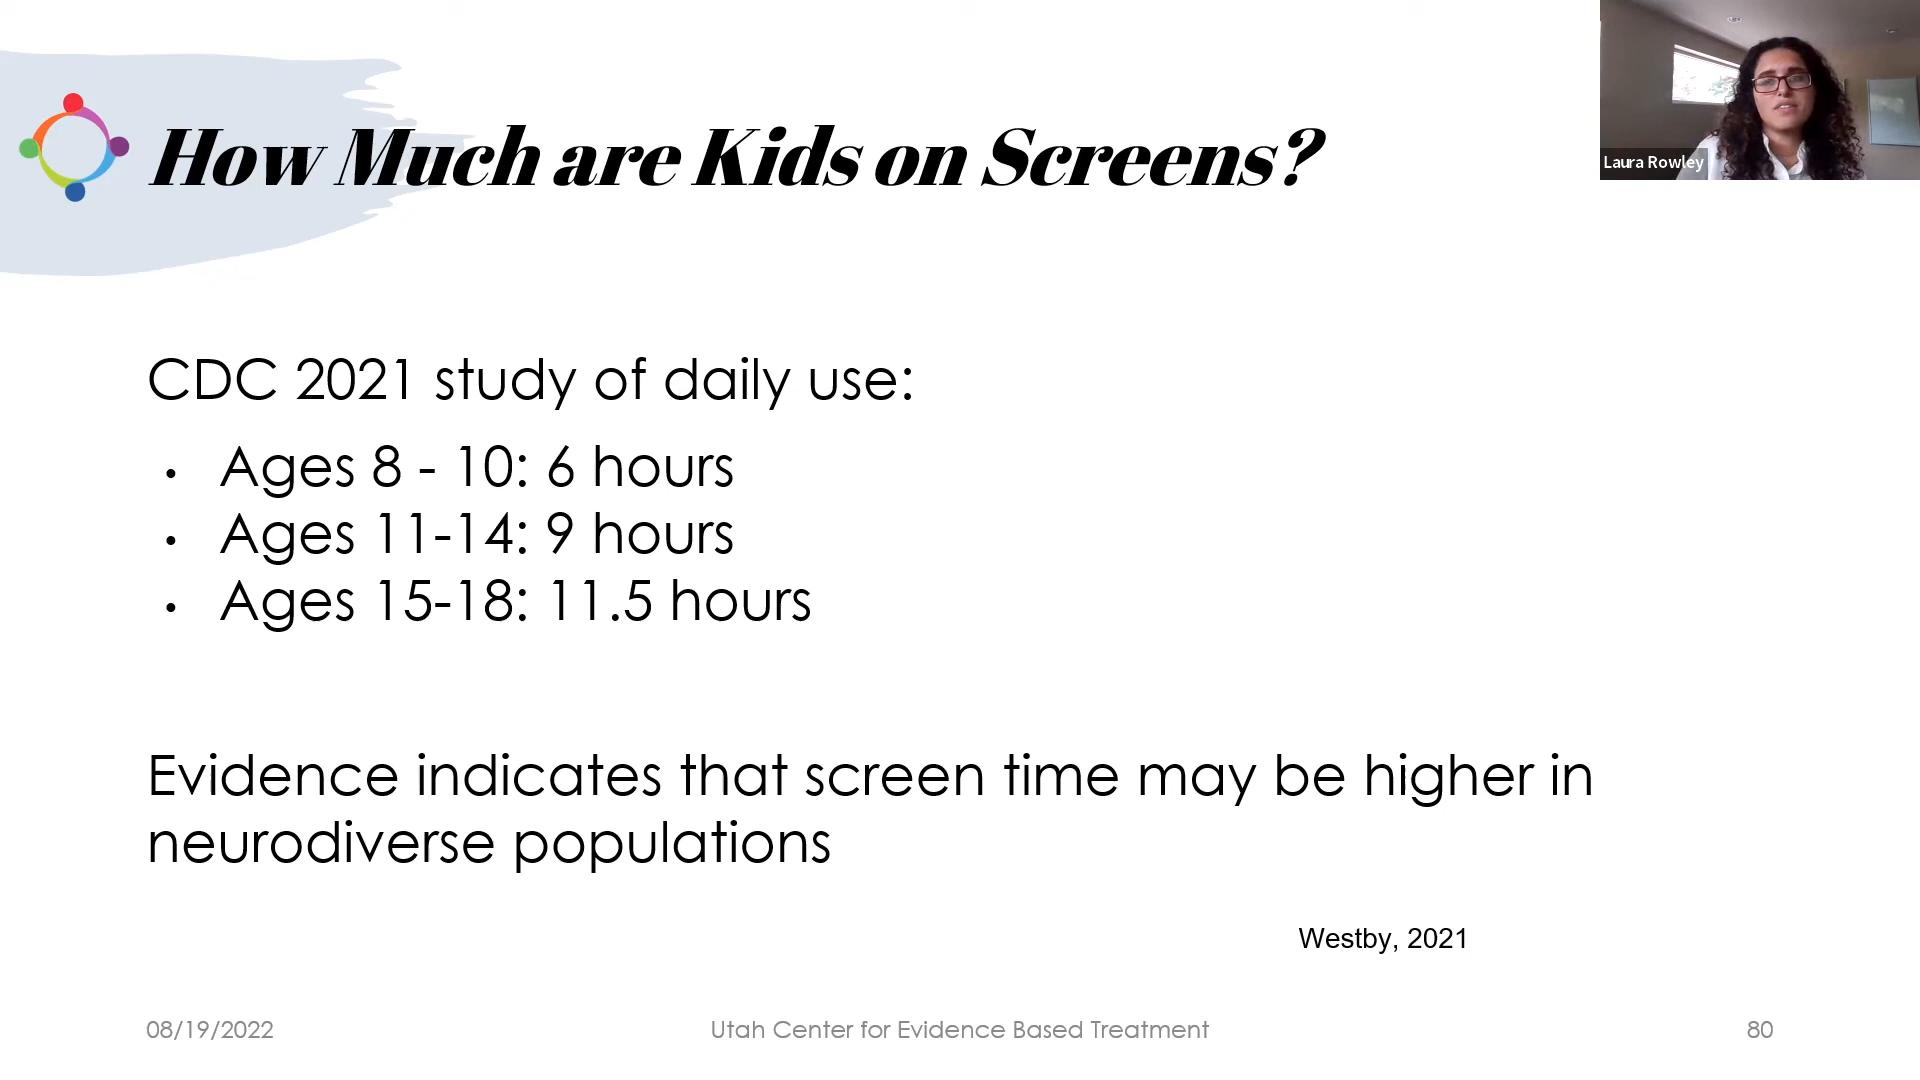 How Much are Kids on Screens?
Laura Rowley
CDC 2021 study of daily use:
• Ages 8 - 10: 6 hours
• Ages 11-14: 9 hours
• Ages 15-18: 11.5 hours
Evidence indicates that screen time may be higher in
neurodiverse populations
Westby, 2021
08/19/2022
Utah Center for Evidence Based Treatment
80